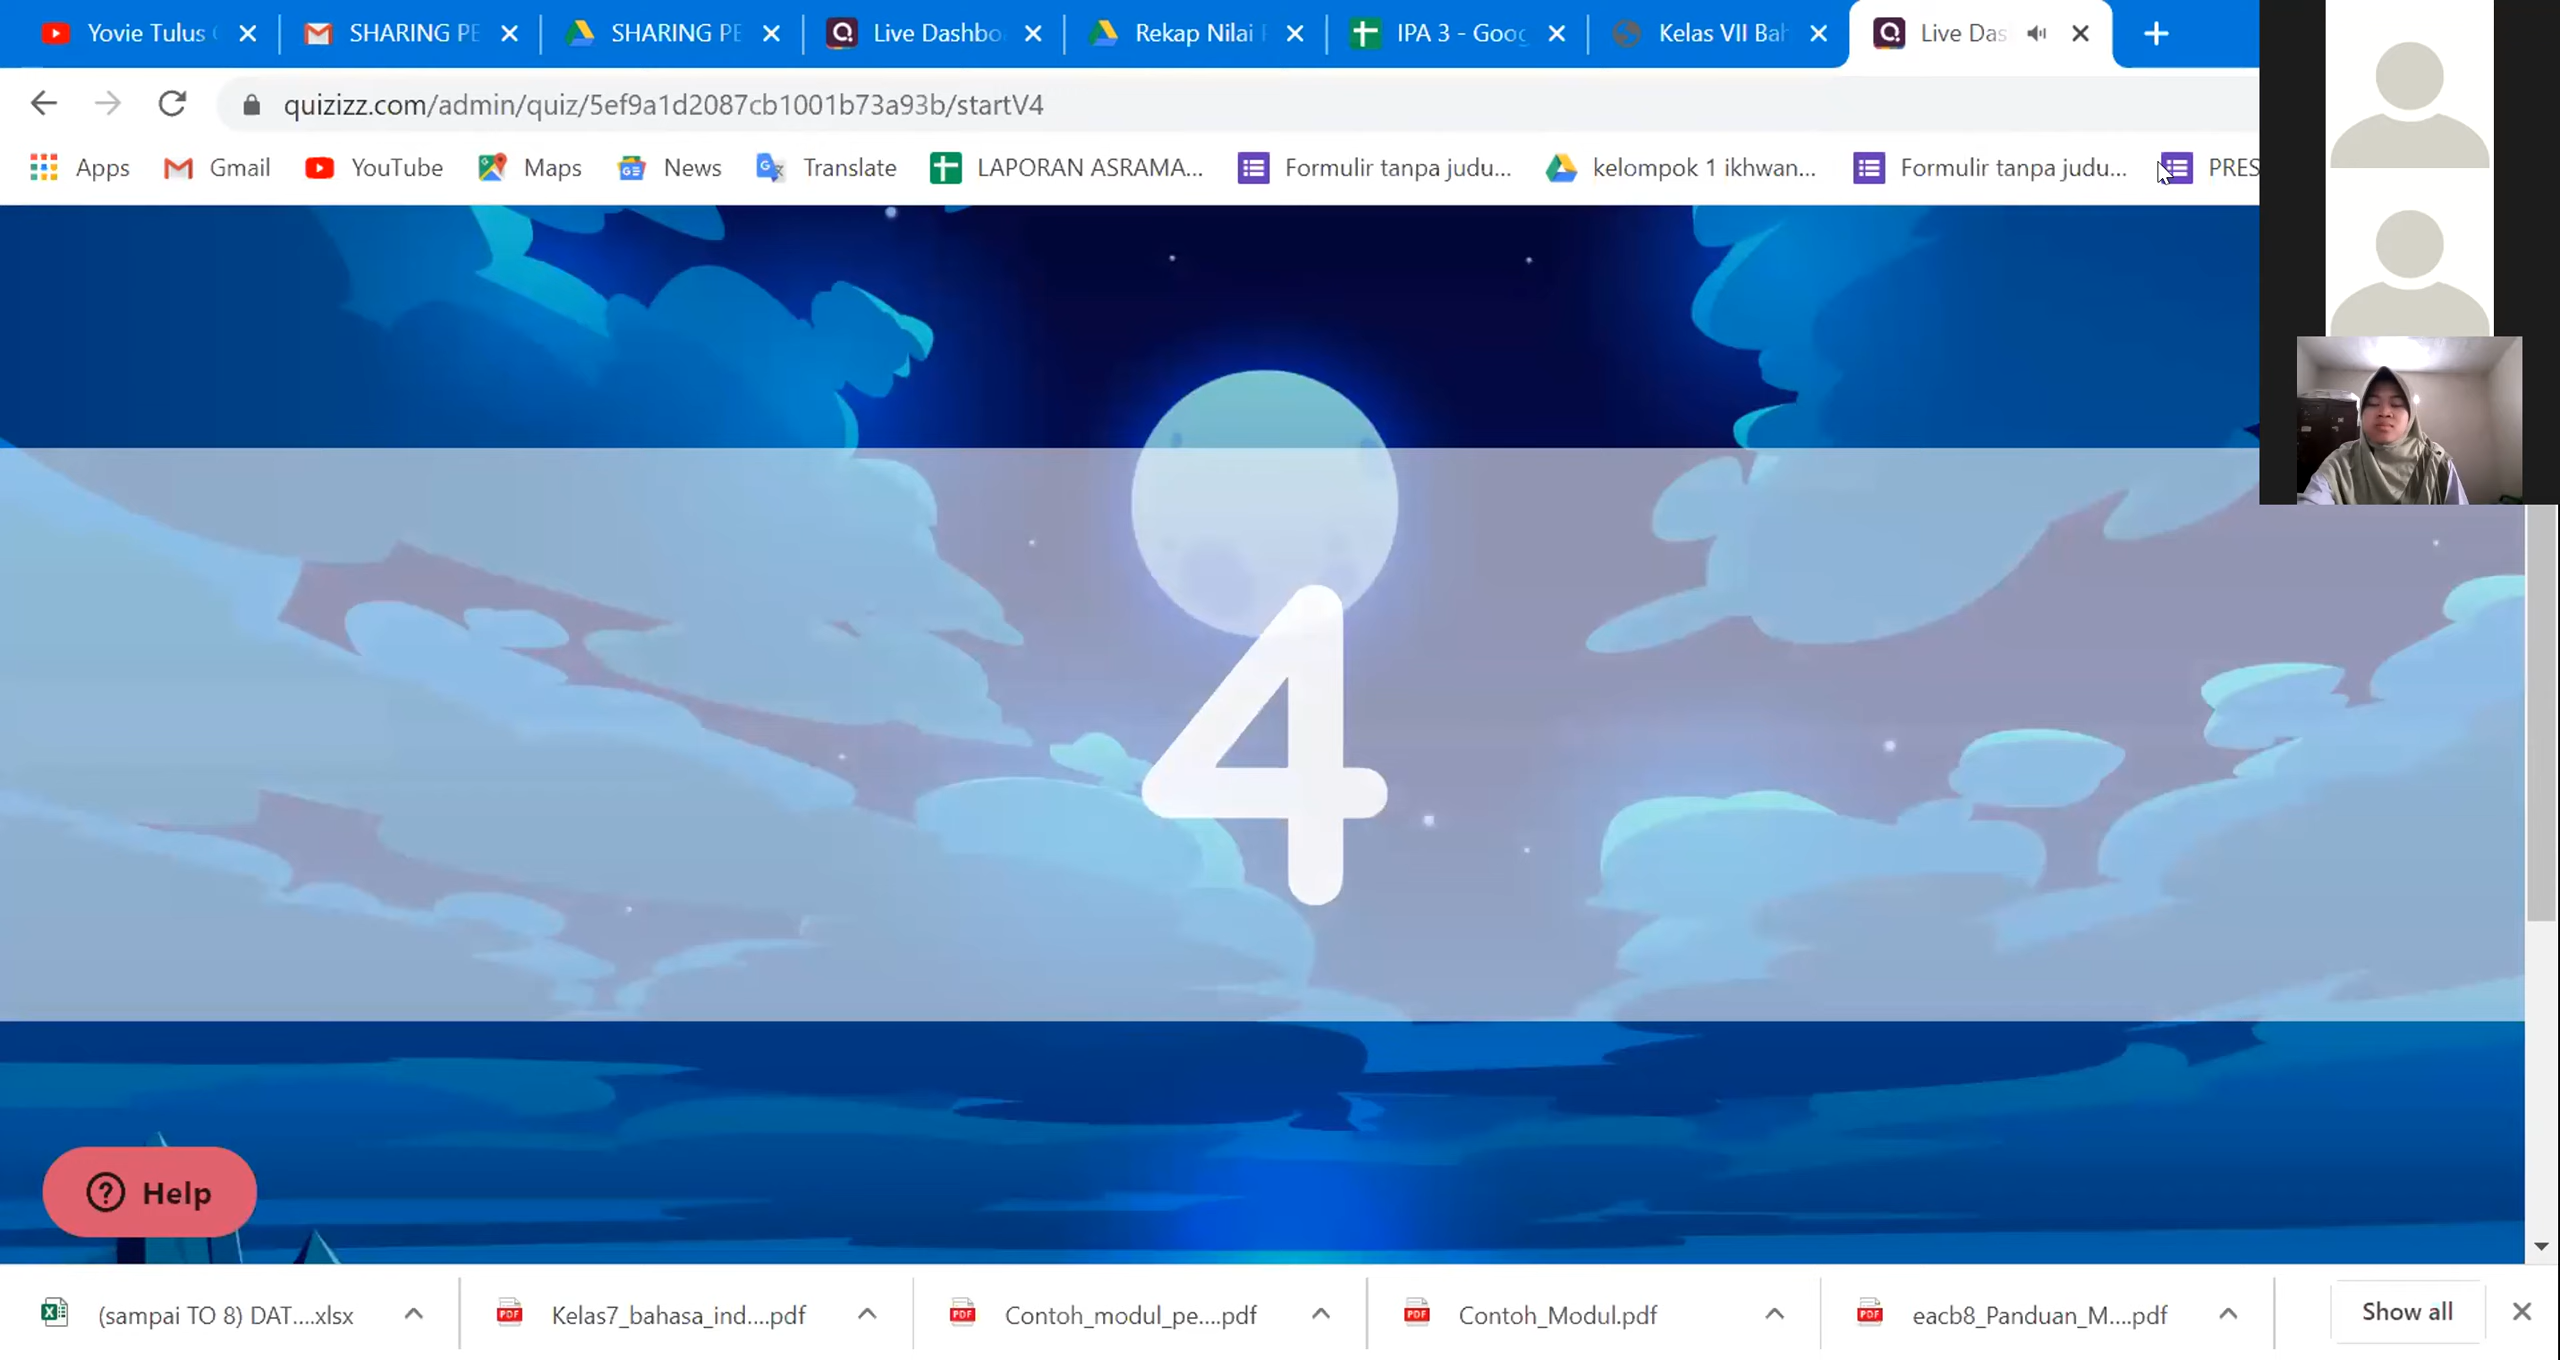 Yovie Tulus
SHARING PE
SHARING PE
Live Dashbo
Rekap Nilai
IPA 3 - Goog
Kelas VII Bah
Live Das
quizizz.com/admin/quiz/5ef9a1d2087cb1001b73a93b/startV4
Apps
Gmail
YouTube
Maps
News
Translate
LAPORAN ASRAMA...
Formulir tanpa judu...
kelompok 1 ikhwan...
Formulir tanpa judu...
PRES
4
Help
(sampai TO 8) DAT....xlsx
Kelas7_bahasa_ind....pdf
Contoh_modul_pe....pdf
Contoh_Modul.pdf
eacb8_Panduan_M....pdf
Show all